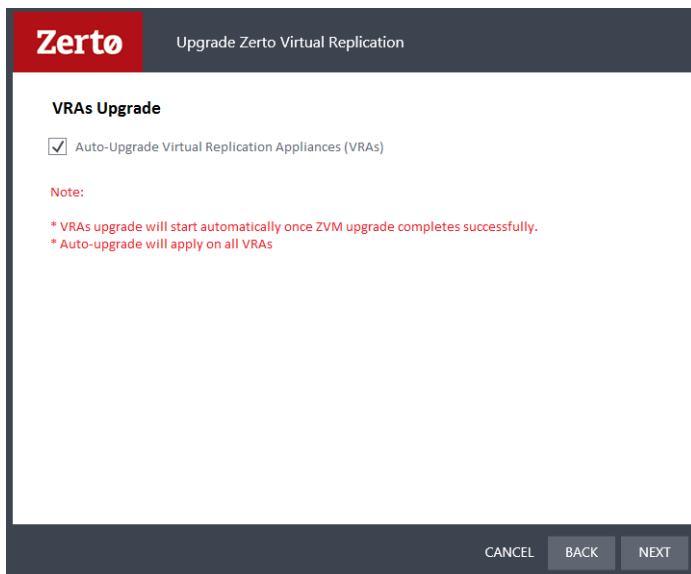 Zertø
Upgrade Zerto Virtual Replication
VRAs Upgrade
Auto-Upgrade Virtual Replication Appliances (VRAs)
Note:
* VRAs upgrade will start automatically once ZVM upgrade completes successfully.
* Auto-upgrade will apply on all VRAs
CANCEL BACK NEXT